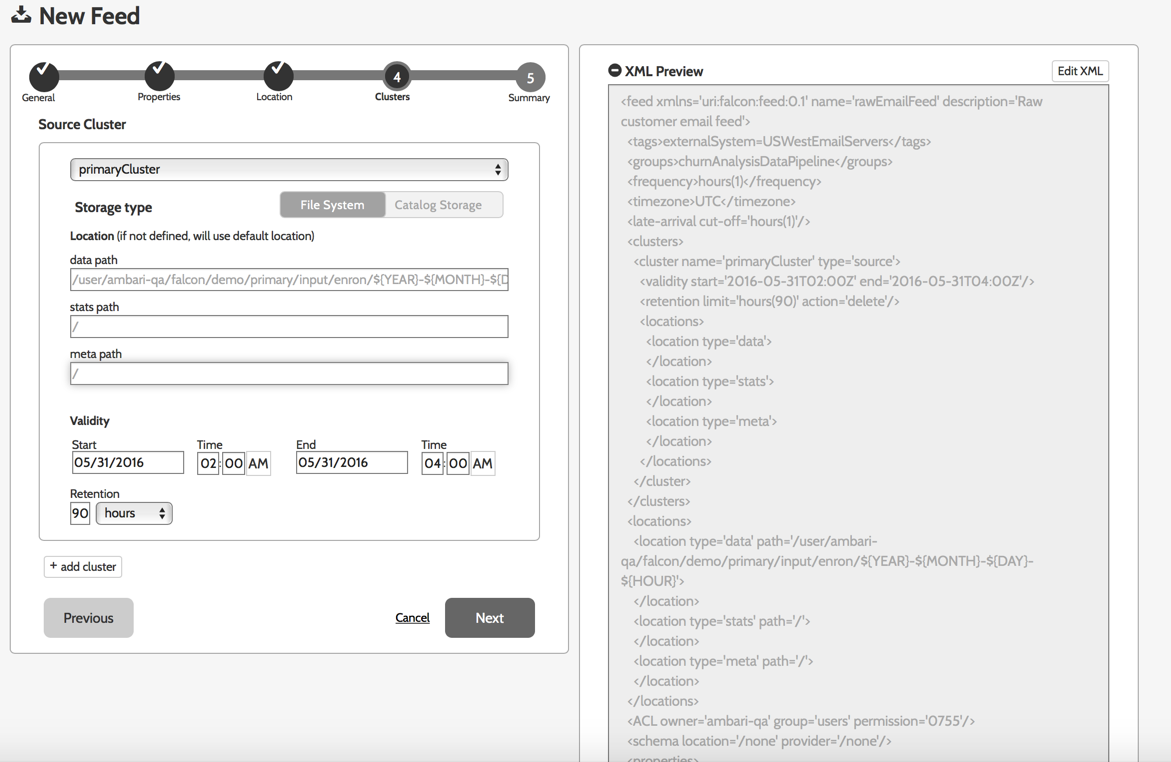 New Feed
4
5
General
Properties
Location
Clusters
Summary
Source Cluster
primaryCluster
Storage type
File System
Catalog Storage
Location (if not defined, will use default location)
data path
/user/ambari-qa/falcon/demo/primary/input/enron/${YEAR}-${MONTH}-${D
stats path
/
meta path
/
Validity
Start
Time
End
Time
05/31/2016
02:00 AM
05/31/2016
04:00 AM
Retention
90
hours
+ add cluster
Previous
Cancel
Next
XML Preview
Edit XML
<feed xmlns='uri:falcon:feed:0.1' name='rawEmailFeed' description='Raw
customer email feed'>
<tags>externalSystem=USWestEmailServers</tags>
<groups>churnAnalysisDataPipeline</groups>
<frequency>hours(1)</frequency>
<timezone>UTC</timezone>
<late-arrival cut-off='hours(1)'/>
<clusters>
<cluster name='primaryCluster' type='source'>
<validity start='2016-05-31T02:00Z' end='2016-05-31T04:00Z'/>
<retention limit='hours(90)' action='delete'/>
<locations>
<location type='data'>
</location>
<location type='stats'>
</location>
<location type='meta'>
</location>
</locations>
</cluster>
</clusters>
<locations>
<location type='data' path='/user/ambari-
qa/falcon/demo/primary/input/enron/${YEAR}-${MONTH}-${DAY}-
${HOUR}'>
</location>
<location type='stats' path='/'>
</location>
<location type='meta' path='/'>
</location>
</locations>
<ACL owner='ambari-qa' group='users' permission='0755'/>
<schema location='/none' provider='/none'/>
<properties>